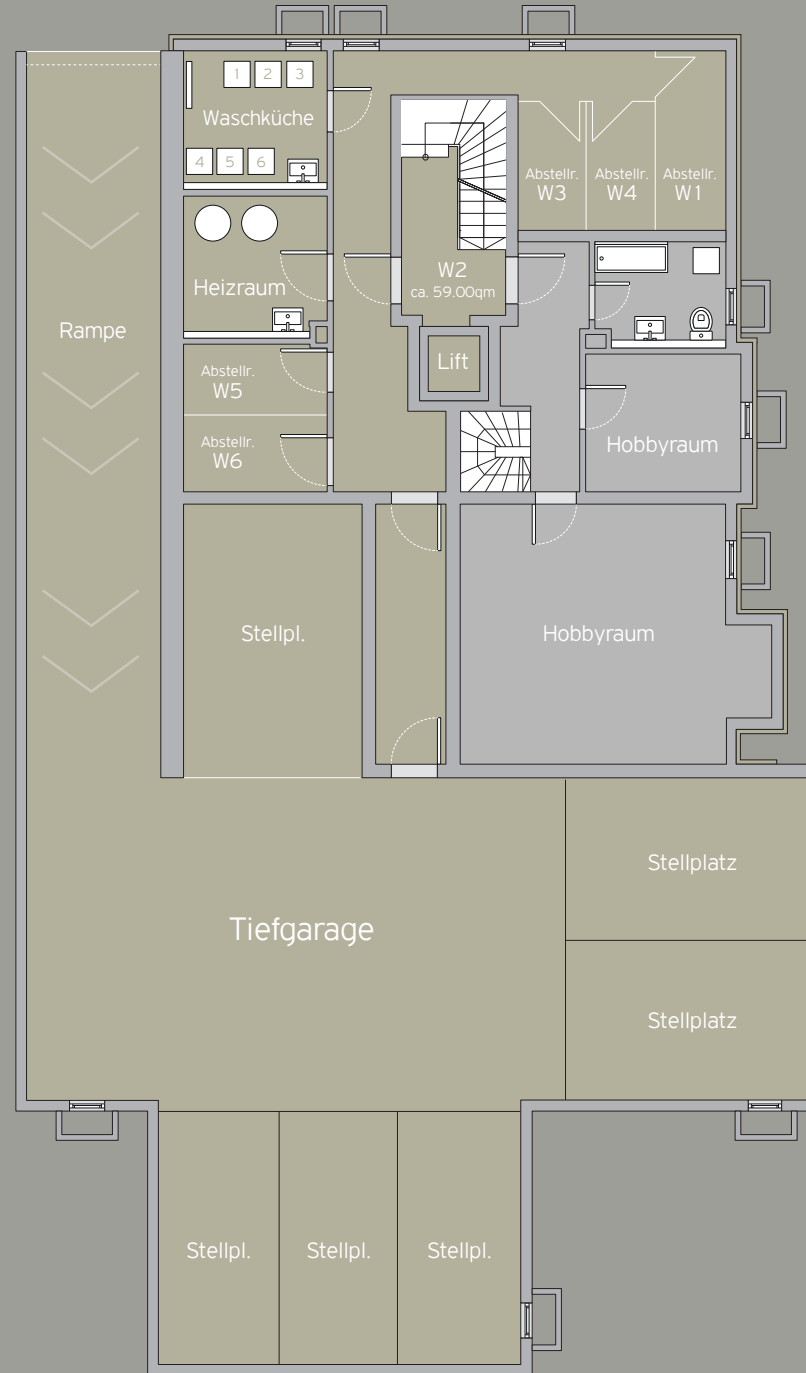 1 2 3
Waschküche
4 5 6
Abstellr.
W3
Abstellr.
W4
Abstellr.
W1
W2
ca. 59.00qm
Heizraum
Rampe
Lift
Abstellr.
W5
Abstellr.
W6
Hobbyraum
Stellpl.
Hobbyraum
Stellplatz
Tiefgarage
Stellplatz
Stellpl.
Stellpl.
Stellpl.